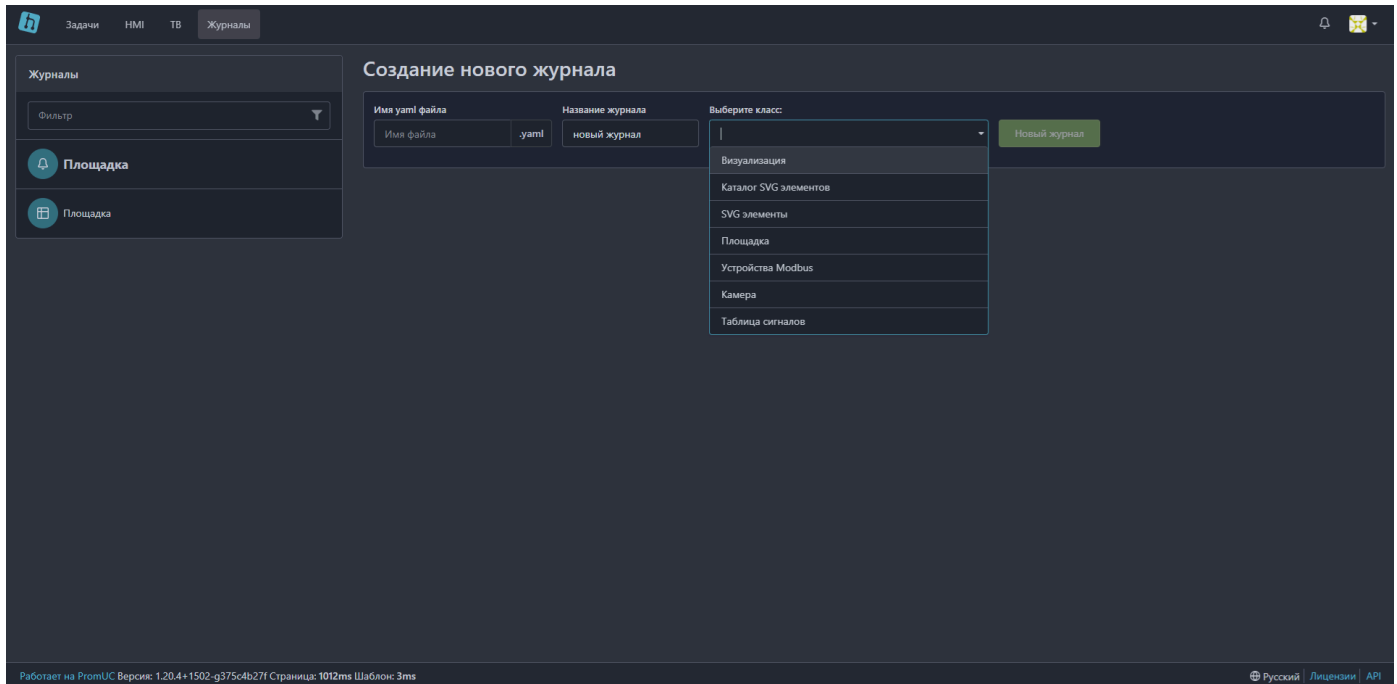 Задачи HMI ТВ Журналы
Журналы
Фильтр
Площадка
Площадка
Создание нового журнала
Имя yaml файла Название журнала Выберите класс:
Имя файла .yaml новый журнал Новый журнал
Визуализация
Каталог SVG элементов
SVG элементы
Площадка
Устройства Modbus
Камера
Таблица сигналов
Работает на PromUC Версия: 1.20.4+1502-g375c4b27f Страница: 1012ms Шаблон: 3ms Русский Лицензии API